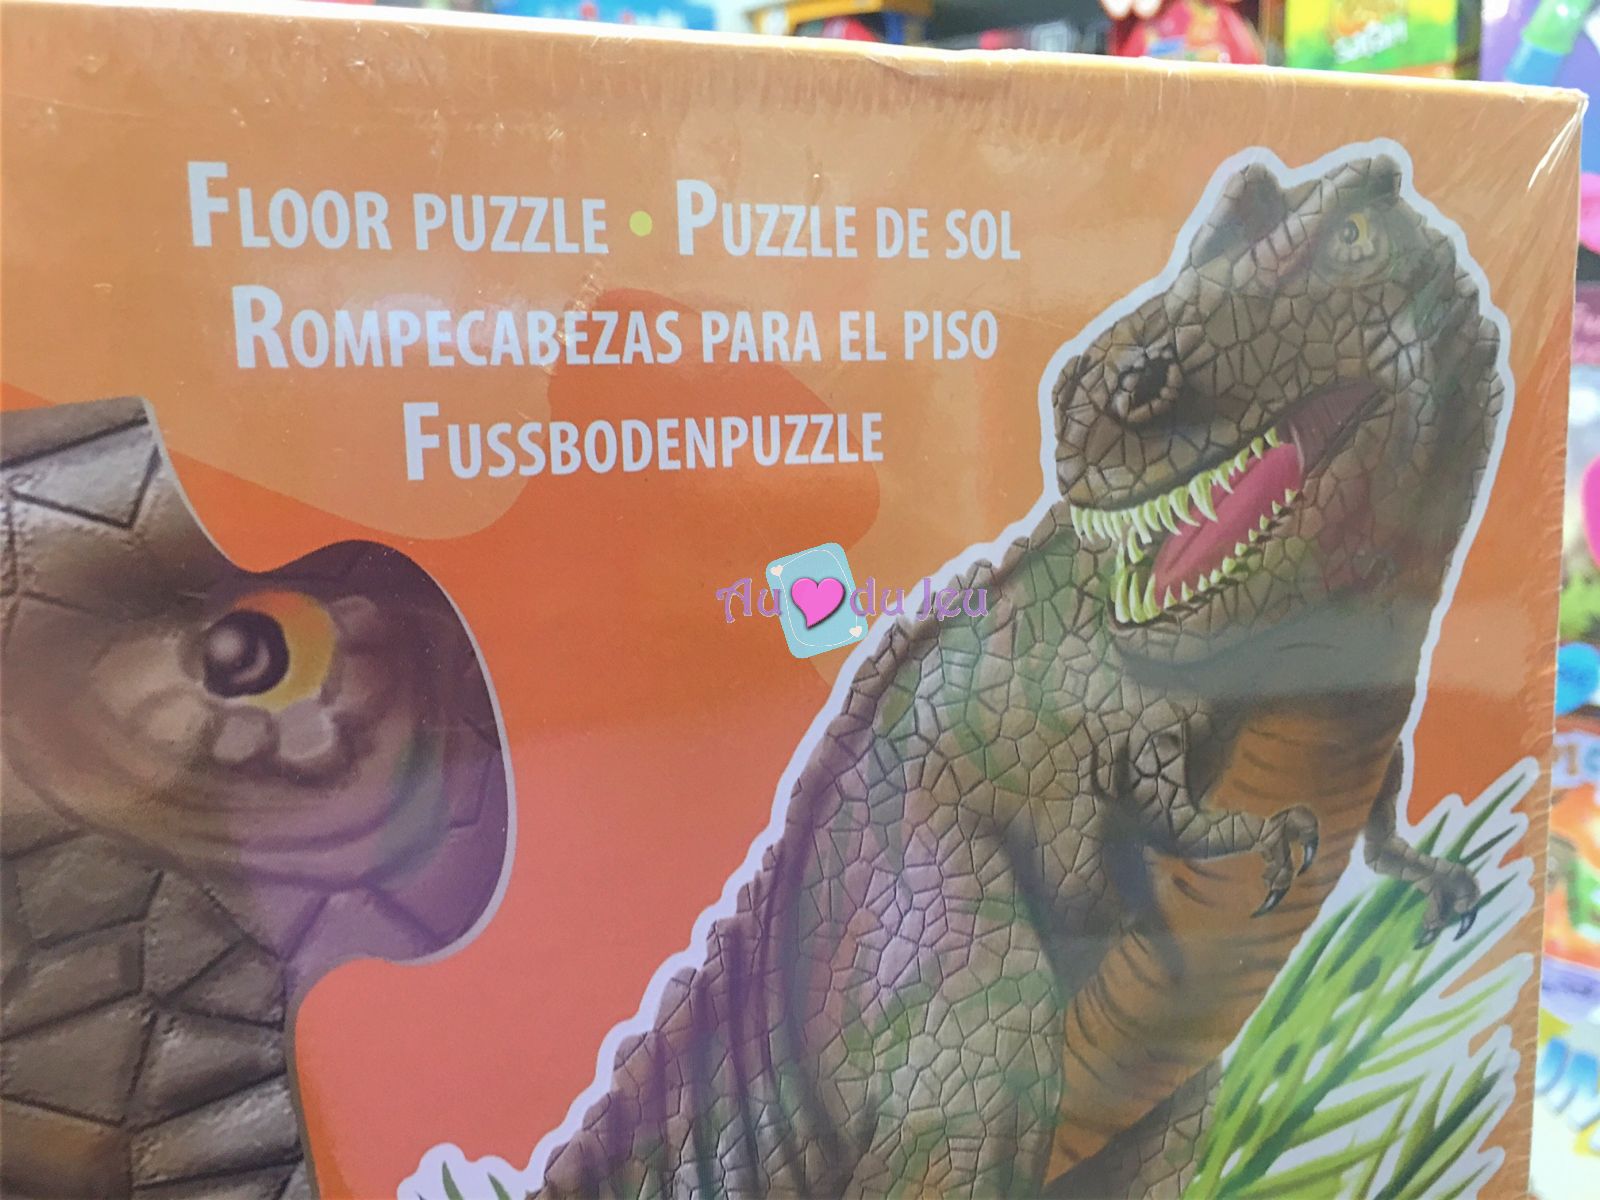 FLOOR PUZZLE • PUZZLE DE SOL
ROMPECABEZAS PARA EL PISO
FUSSBODENPUZZLE
Au du Jeu